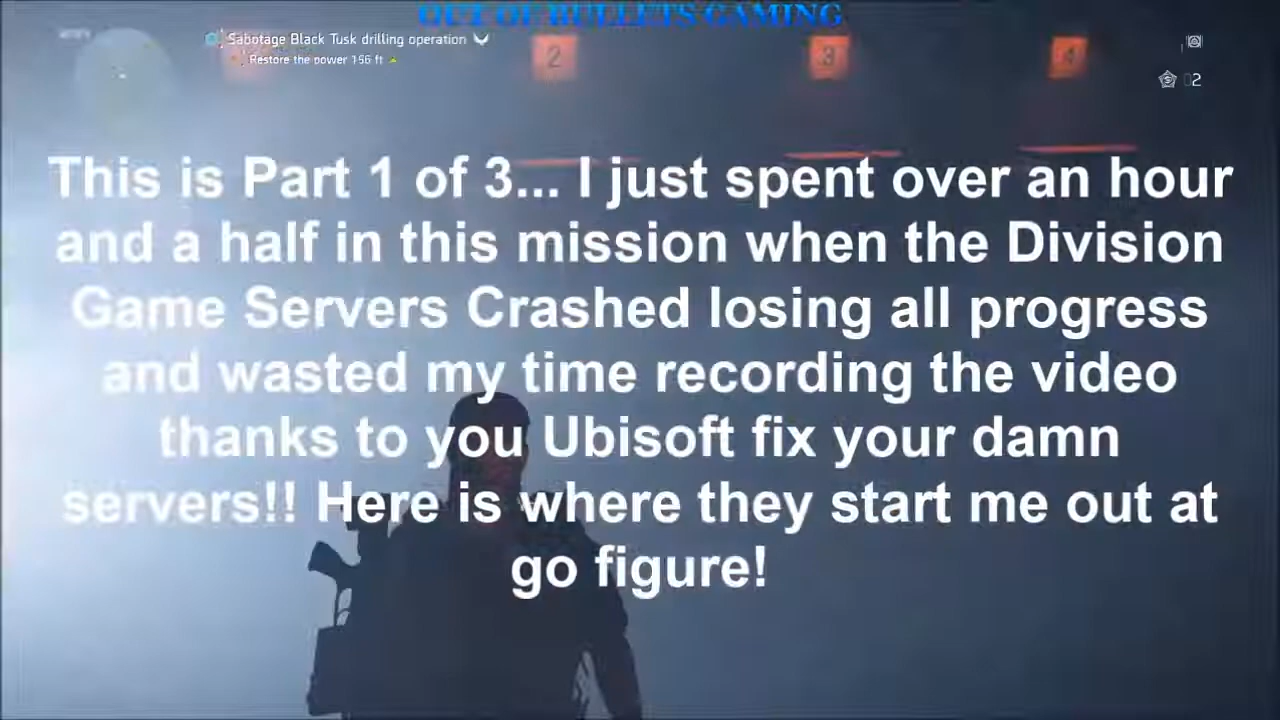 OUT OF BULLETS GAMING
Sabotage Black Tusk drilling operation
Restore the power 156 ft
2
3
4
2
This is Part 1 of 3... I just spent over an hour
and a half in this mission when the Division
Game Servers Crashed losing all progress
and wasted my time recording the video
thanks to you Ubisoft fix your damn
servers!! Here is where they start me out at
go figure!